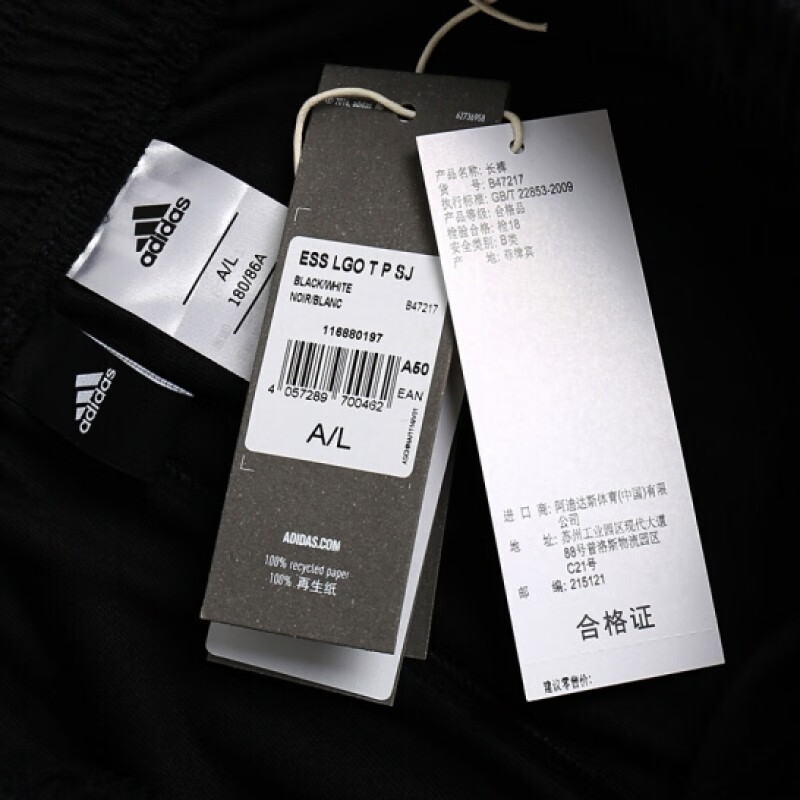 adidas
A/L
180/86A
adidas
62736958
ESS LGO T P SJ
BLACK/WHITE
NOIR/BLANC
B47217
116880197
A50
4 057289 700462
EAN
A/L
ADIDAS.COM
100% recycled paper
100% 再生纸
产品名称: 长裤
货 号: B47217
执行标准: GB/T 22853-2009
产品等级: 合格品
检验合格: 检18
安全类别: B类
产 地: 菲律宾
进 口 商: 阿迪达斯体育(中国)有限
公司
地 址: 苏州工业园区现代大道
88号普洛斯物流园区
C21号
邮 编: 215121
合格证
建议零售价: